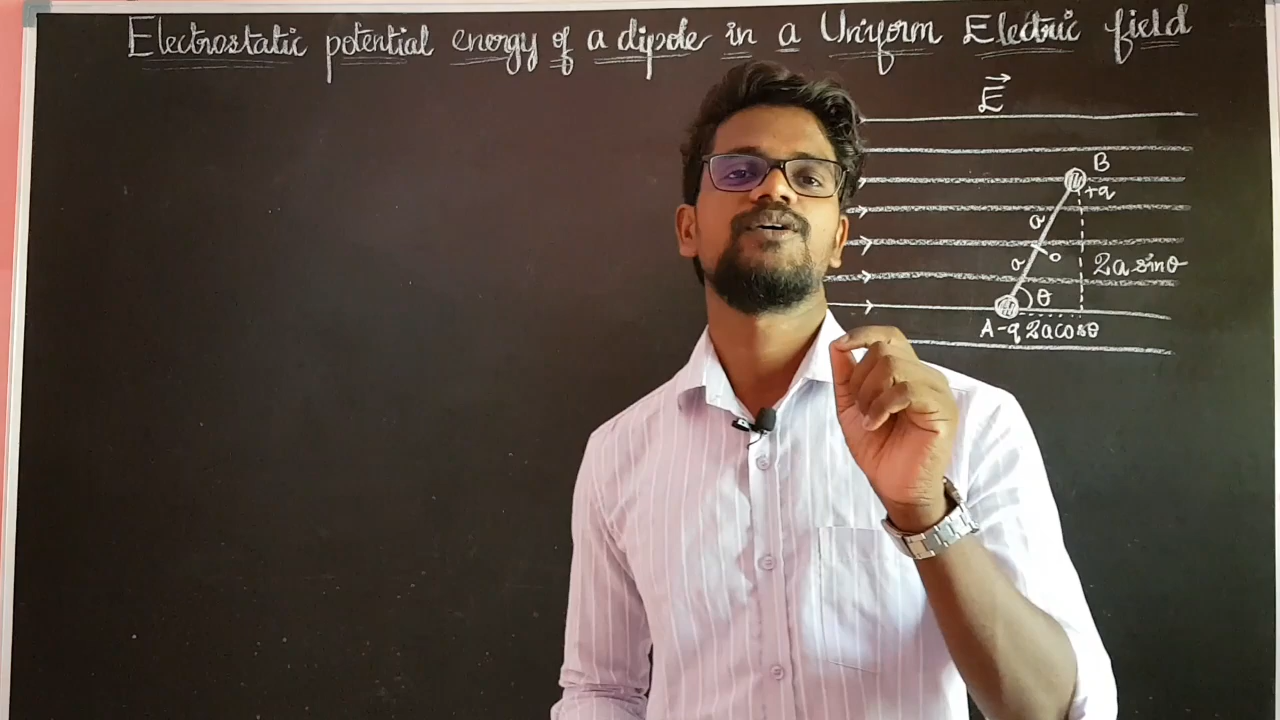 Electrostatic potential energy of a dipole in a Uniform Electric field
E
B
+q
a
a
o
2a sinθ
θ
A -q 2a cosθ